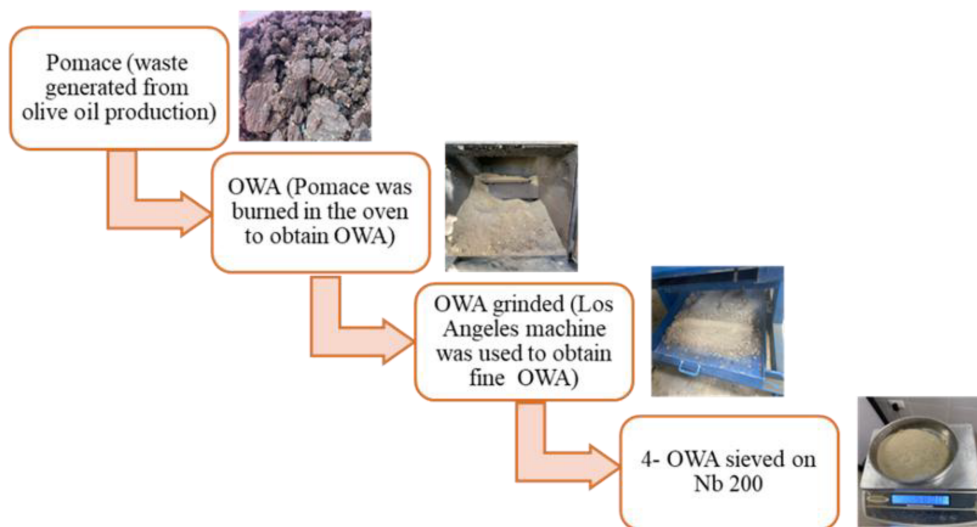 Pomace (waste
generated from
olive oil production)
OWA (Pomace was
burned in the oven
to obtain OWA)
OWA grinded (Los
Angeles machine
was used to obtain
fine OWA)
4- OWA sieved on
Nb 200